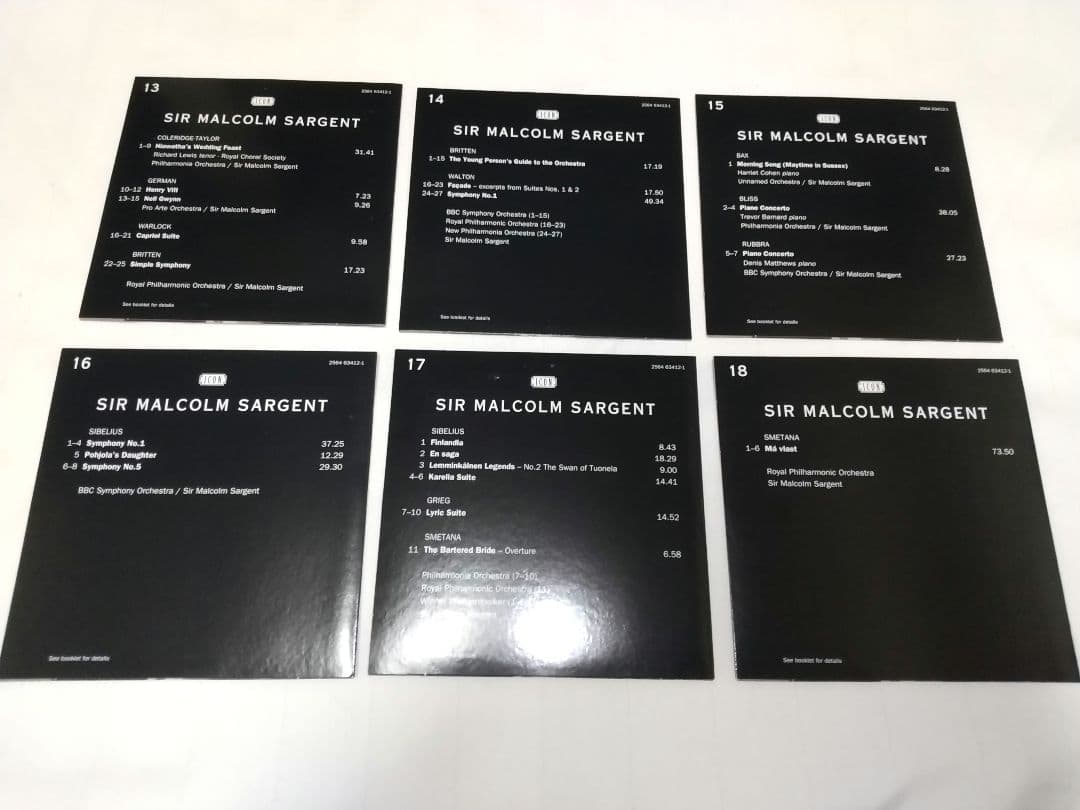 13
2564 63412-1
ICON
SIR MALCOLM SARGENT
COLERIDGE-TAYLOR
1–9 Hiawatha's Wedding Feast 31.41
Richard Lewis tenor · Royal Choral Society
Philharmonia Orchestra / Sir Malcolm Sargent
GERMAN
10–12 Henry VIII 7.23
13–15 Nell Gwynn 9.26
Pro Arte Orchestra / Sir Malcolm Sargent
WARLOCK
16–21 Capriol Suite 9.58
BRITTEN
22–25 Simple Symphony 17.23
Royal Philharmonic Orchestra / Sir Malcolm Sargent
See booklet for details
14
2564 63412-1
ICON
SIR MALCOLM SARGENT
BRITTEN
1–15 The Young Person's Guide to the Orchestra 17.19
WALTON
16–23 Façade – excerpts from Suites Nos. 1 & 2 17.50
24–27 Symphony No.1 49.34
BBC Symphony Orchestra (1–15)
Royal Philharmonic Orchestra (16–23)
New Philharmonia Orchestra (24–27)
Sir Malcolm Sargent
See booklet for details
15
2564 63412-1
ICON
SIR MALCOLM SARGENT
BAX
1 Morning Song (Maytime in Sussex) 8.28
Harriet Cohen piano
Unnamed Orchestra / Sir Malcolm Sargent
BLISS
2–4 Piano Concerto 38.05
Trevor Barnard piano
Philharmonia Orchestra / Sir Malcolm Sargent
RUBBRA
5–7 Piano Concerto 27.23
Denis Matthews piano
BBC Symphony Orchestra / Sir Malcolm Sargent
See booklet for details
16
2564 63412-1
ICON
SIR MALCOLM SARGENT
SIBELIUS
1–4 Symphony No.1 37.25
5 Pohjola's Daughter 12.29
6–8 Symphony No.5 29.30
BBC Symphony Orchestra / Sir Malcolm Sargent
See booklet for details
17
2564 63412-1
ICON
SIR MALCOLM SARGENT
SIBELIUS
1 Finlandia 8.43
2 En saga 18.29
3 Lemminkäinen Legends – No.2 The Swan of Tuonela 9.00
4–6 Karelia Suite 14.41
GRIEG
7–10 Lyric Suite 14.52
SMETANA
11 The Bartered Bride – Overture 6.58
Philharmonia Orchestra (7–10)
Royal Philharmonic Orchestra (11)
18
2564 63412-1
ICON
SIR MALCOLM SARGENT
SMETANA
1–6 Má vlast 73.50
Royal Philharmonic Orchestra
Sir Malcolm Sargent
See booklet for details